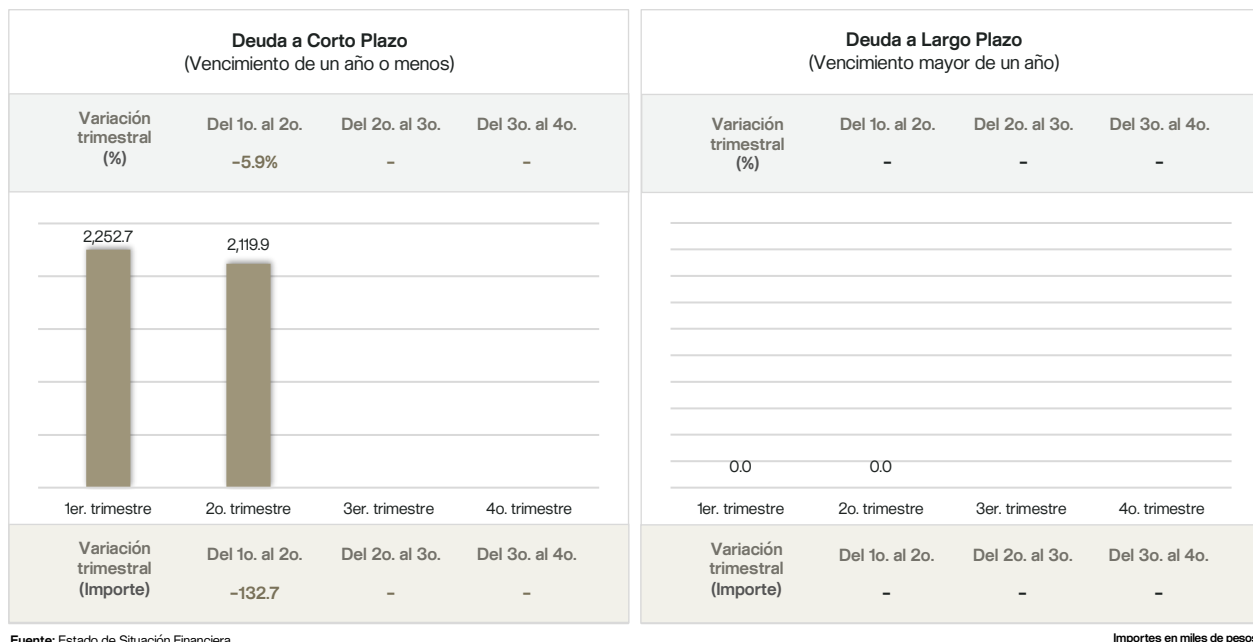 Deuda a Corto Plazo
(Vencimiento de un año o menos)
Variación
trimestral
(%)
Del 1o. al 2o. Del 2o. al 3o. Del 3o. al 4o.
-5.9% - -
2,252.7
2,119.9
1er. trimestre 2o. trimestre 3er. trimestre 4o. trimestre
Variación
trimestral
(Importe)
Del 1o. al 2o. Del 2o. al 3o. Del 3o. al 4o.
-132.7 - -
Deuda a Largo Plazo
(Vencimiento mayor de un año)
Variación
trimestral
(%)
Del 1o. al 2o. Del 2o. al 3o. Del 3o. al 4o.
- - -
0.0 0.0
1er. trimestre 2o. trimestre 3er. trimestre 4o. trimestre
Variación
trimestral
(Importe)
Del 1o. al 2o. Del 2o. al 3o. Del 3o. al 4o.
- - -
Fuente: Estado de Situación Financiera
Importes en miles de pesos